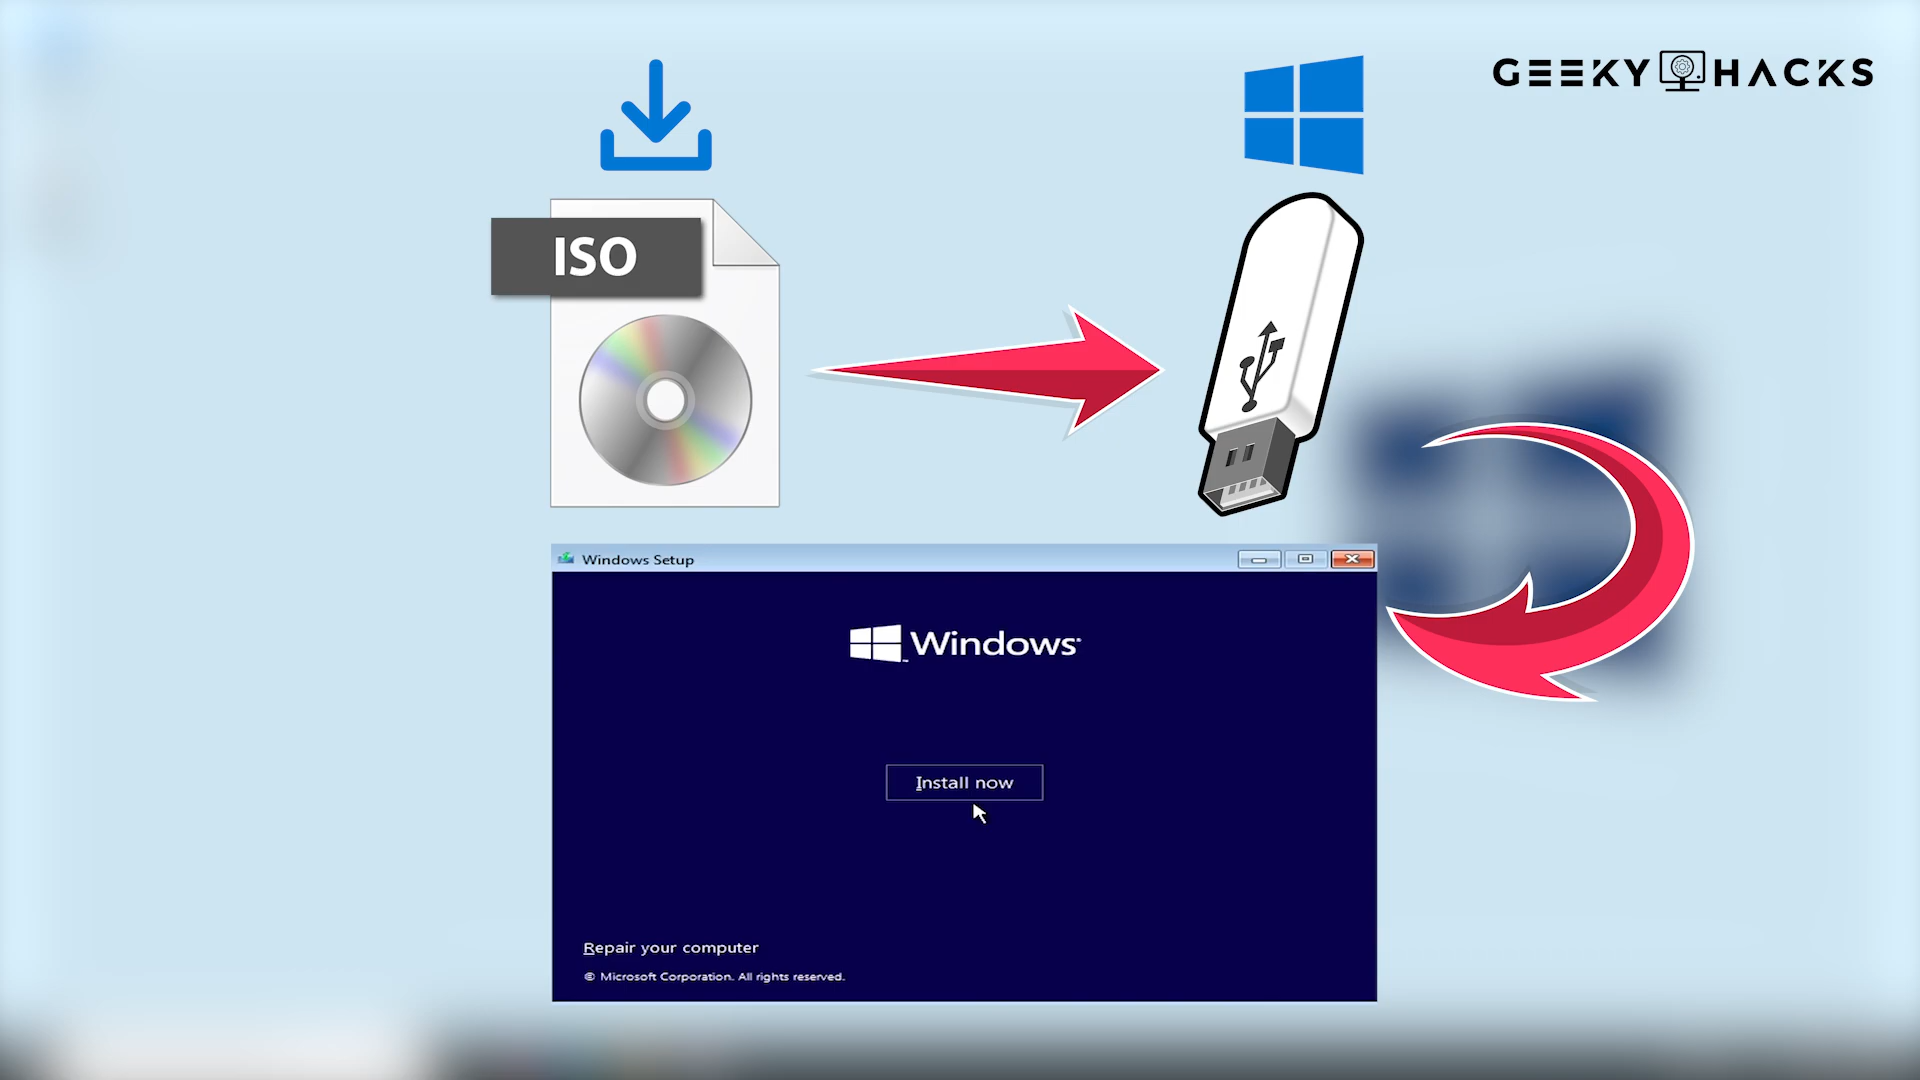 GEEKY HACKS
ISO
Windows Setup
Windows
Install now
Repair your computer
© Microsoft Corporation. All rights reserved.